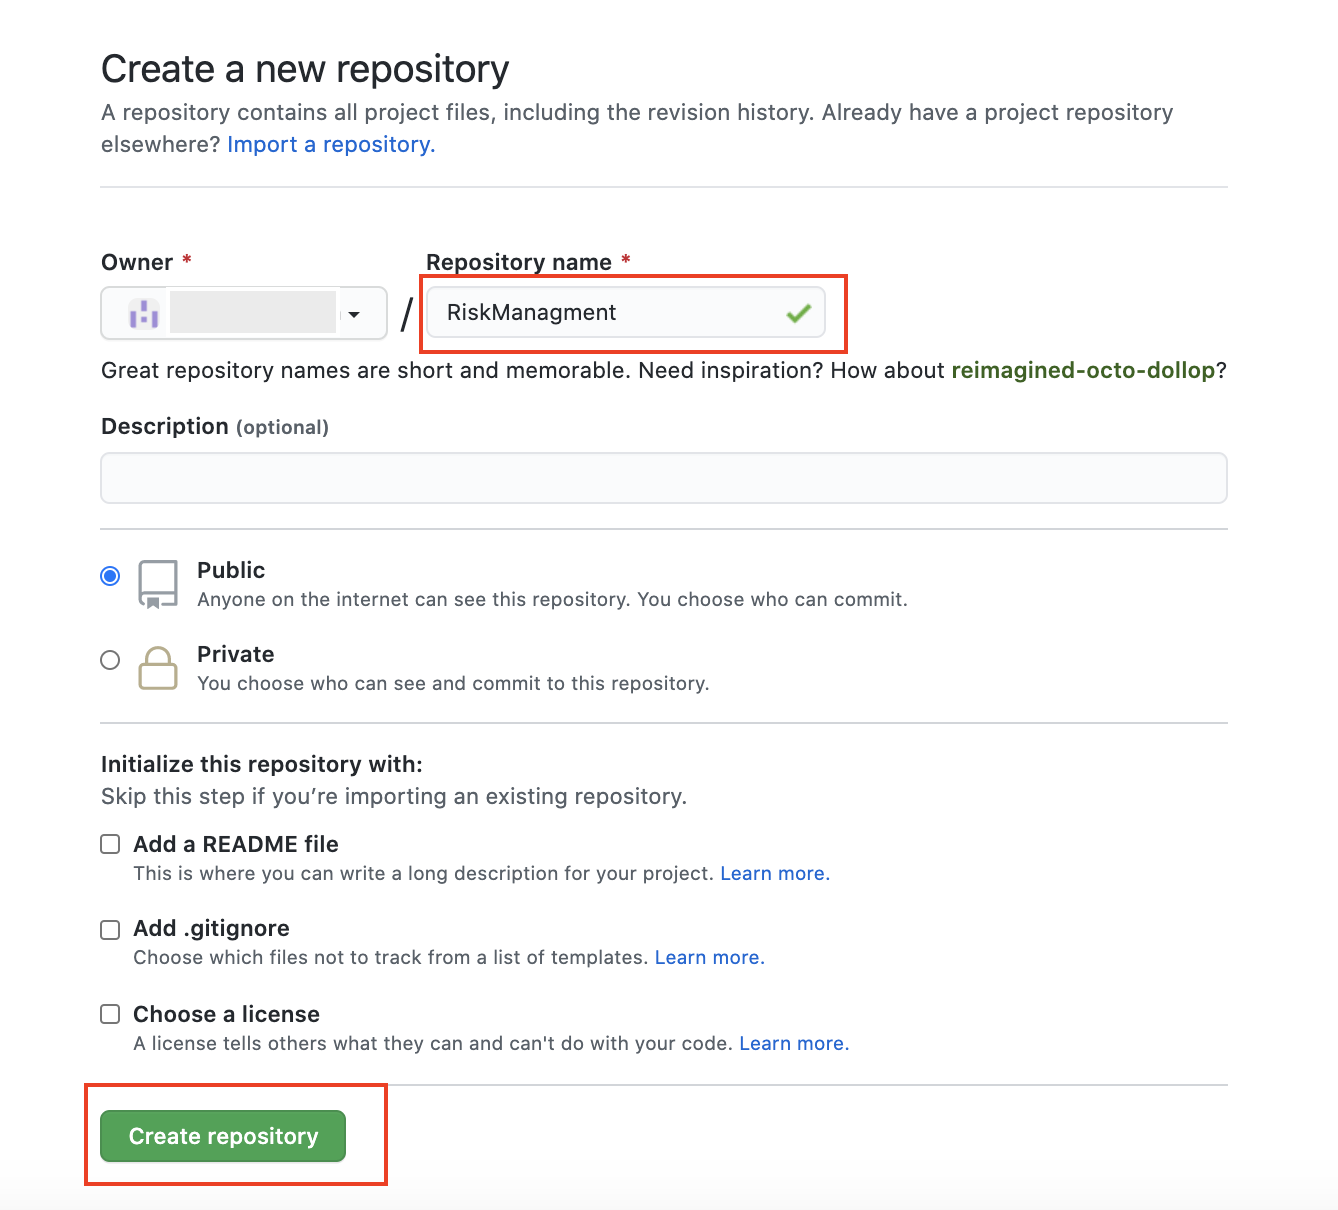 Create a new repository
A repository contains all project files, including the revision history. Already have a project repository
elsewhere? Import a repository.
Owner *
Repository name *
/
RiskManagment
Great repository names are short and memorable. Need inspiration? How about reimagined-octo-dollop?
Description (optional)
Public
Anyone on the internet can see this repository. You choose who can commit.
Private
You choose who can see and commit to this repository.
Initialize this repository with:
Skip this step if you’re importing an existing repository.
Add a README file
This is where you can write a long description for your project. Learn more.
Add .gitignore
Choose which files not to track from a list of templates. Learn more.
Choose a license
A license tells others what they can and can't do with your code. Learn more.
Create repository